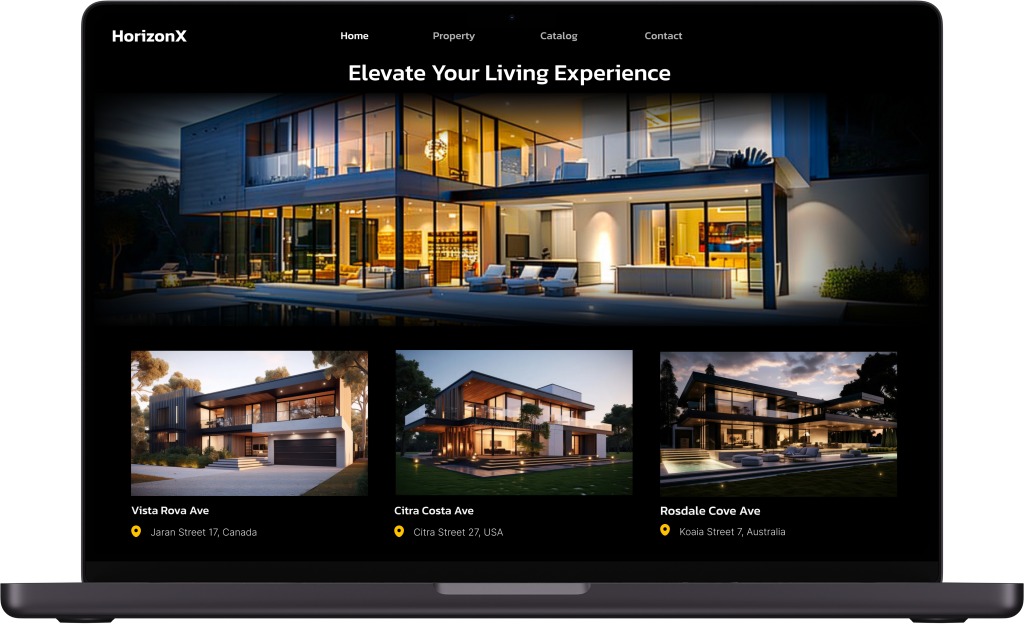 HorizonX
Home Property Catalog Contact
Elevate Your Living Experience
Vista Rova Ave
Jaran Street 17, Canada
Citra Costa Ave
Citra Street 27, USA
Rosdale Cove Ave
Koaia Street 7, Australia